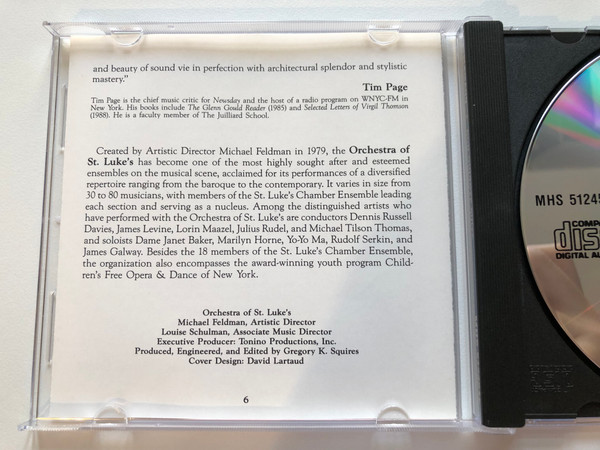 and beauty of sound vie in perfection with architectural splendor and stylistic
mastery."
Tim Page
Tim Page is the chief music critic for Newsday and the host of a radio program on WNYC-FM in
New York. His books include The Glenn Gould Reader (1985) and Selected Letters of Virgil Thomson
(1988). He is a faculty member of The Juilliard School.
Created by Artistic Director Michael Feldman in 1979, the Orchestra of
St. Luke's has become one of the most highly sought after and esteemed
ensembles on the musical scene, acclaimed for its performances of a diversified
repertoire ranging from the baroque to the contemporary. It varies in size from
30 to 80 musicians, with members of the St. Luke's Chamber Ensemble leading
each section and serving as a nucleus. Among the distinguished artists who
have performed with the Orchestra of St. Luke's are conductors Dennis Russell
Davies, James Levine, Lorin Maazel, Julius Rudel, and Michael Tilson Thomas,
and soloists Dame Janet Baker, Marilyn Horne, Yo-Yo Ma, Rudolf Serkin, and
James Galway. Besides the 18 members of the St. Luke's Chamber Ensemble,
the organization also encompasses the award-winning youth program Child-
ren's Free Opera & Dance of New York.
Orchestra of St. Luke's
Michael Feldman, Artistic Director
Louise Schulman, Associate Music Director
Executive Producer: Tonino Productions, Inc.
Produced, Engineered, and Edited by Gregory K. Squires
Cover Design: David Lartaud
6
MHS 5124
COMP
dis
DIGITAL AU